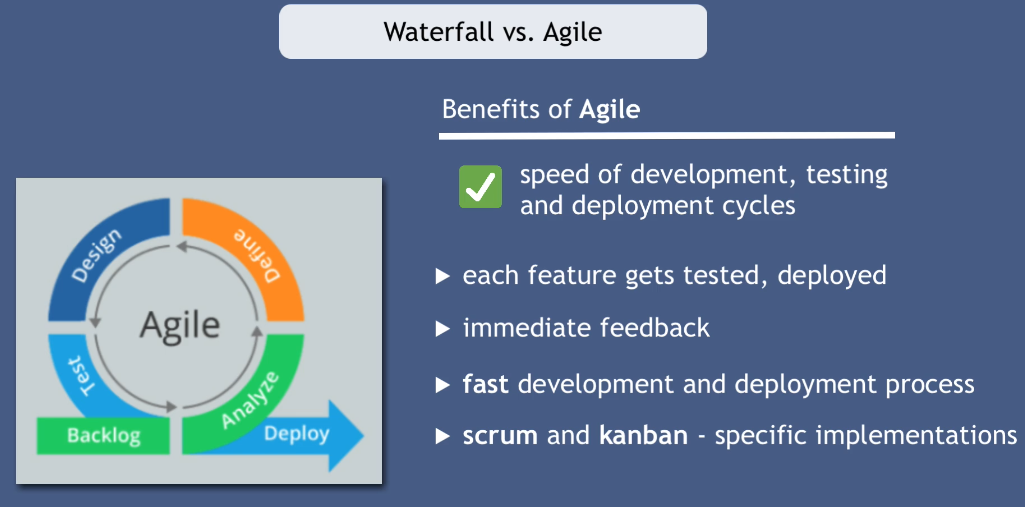 Waterfall vs. Agile
Benefits of Agile
speed of development, testing
and deployment cycles
each feature gets tested, deployed
immediate feedback
fast development and deployment process
scrum and kanban - specific implementations
Design
Define
Agile
Test
Analyze
Backlog
Deploy